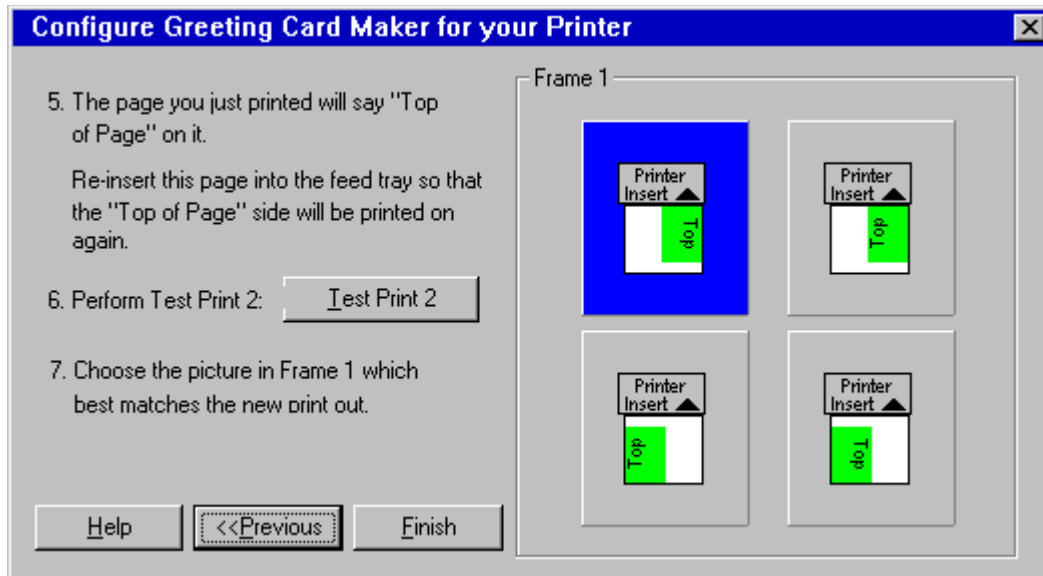 Configure Greeting Card Maker for your Printer
5. The page you just printed will say "Top
of Page" on it.
Re-insert this page into the feed tray so that
the "Top of Page" side will be printed on
again.
6. Perform Test Print 2:
Test Print 2
7. Choose the picture in Frame 1 which
best matches the new print out.
Help
<<Previous
Finish
Frame 1
Printer
Insert
Top
Printer
Insert
Top
Printer
Insert
Top
Printer
Insert
Top